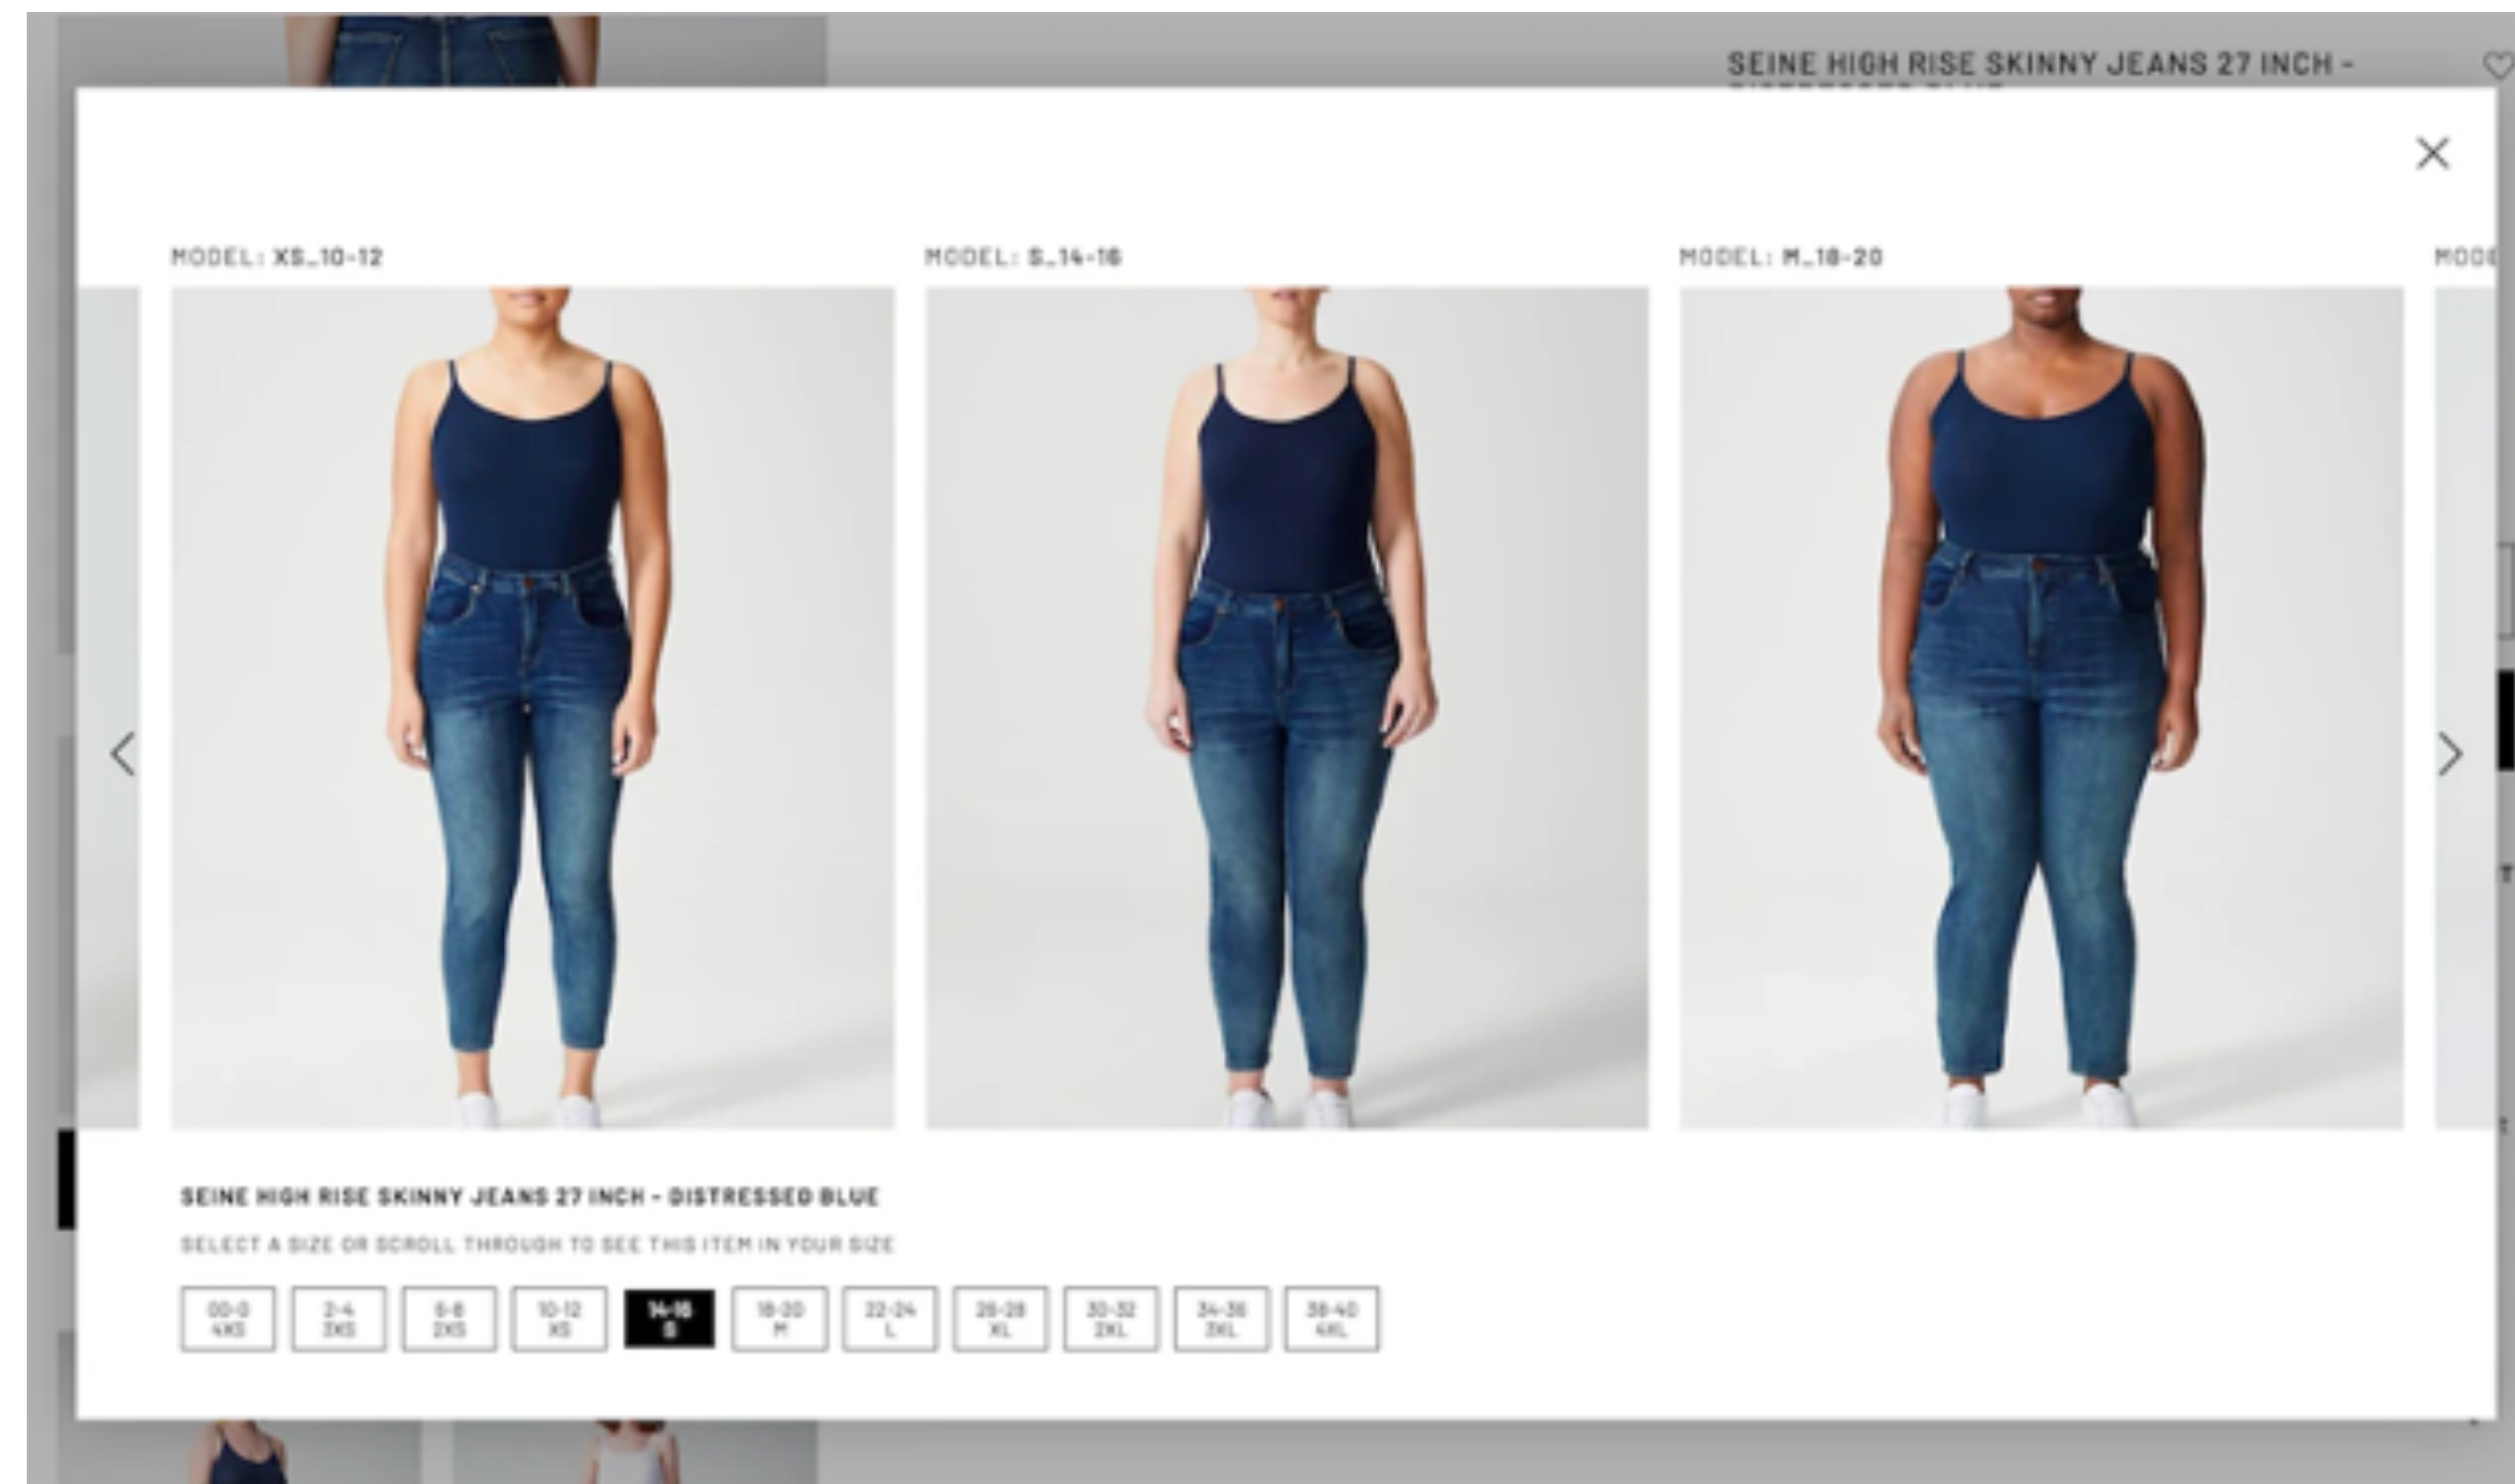 SEINE HIGH RISE SKINNY JEANS 27 INCH -
MODEL: XS_10-12
MODEL: S_14-16
MODEL: M_18-20
SEINE HIGH RISE SKINNY JEANS 27 INCH - DISTRESSED BLUE
SELECT A SIZE OR SCROLL THROUGH TO SEE THIS ITEM IN YOUR SIZE
00-0 2-4 6-8 10-12 14-16 18-20 22-24 26-28 30-32 34-36 38-40
4XS 3XS 2XS XS S M L XL 2XL 3XL 4XL